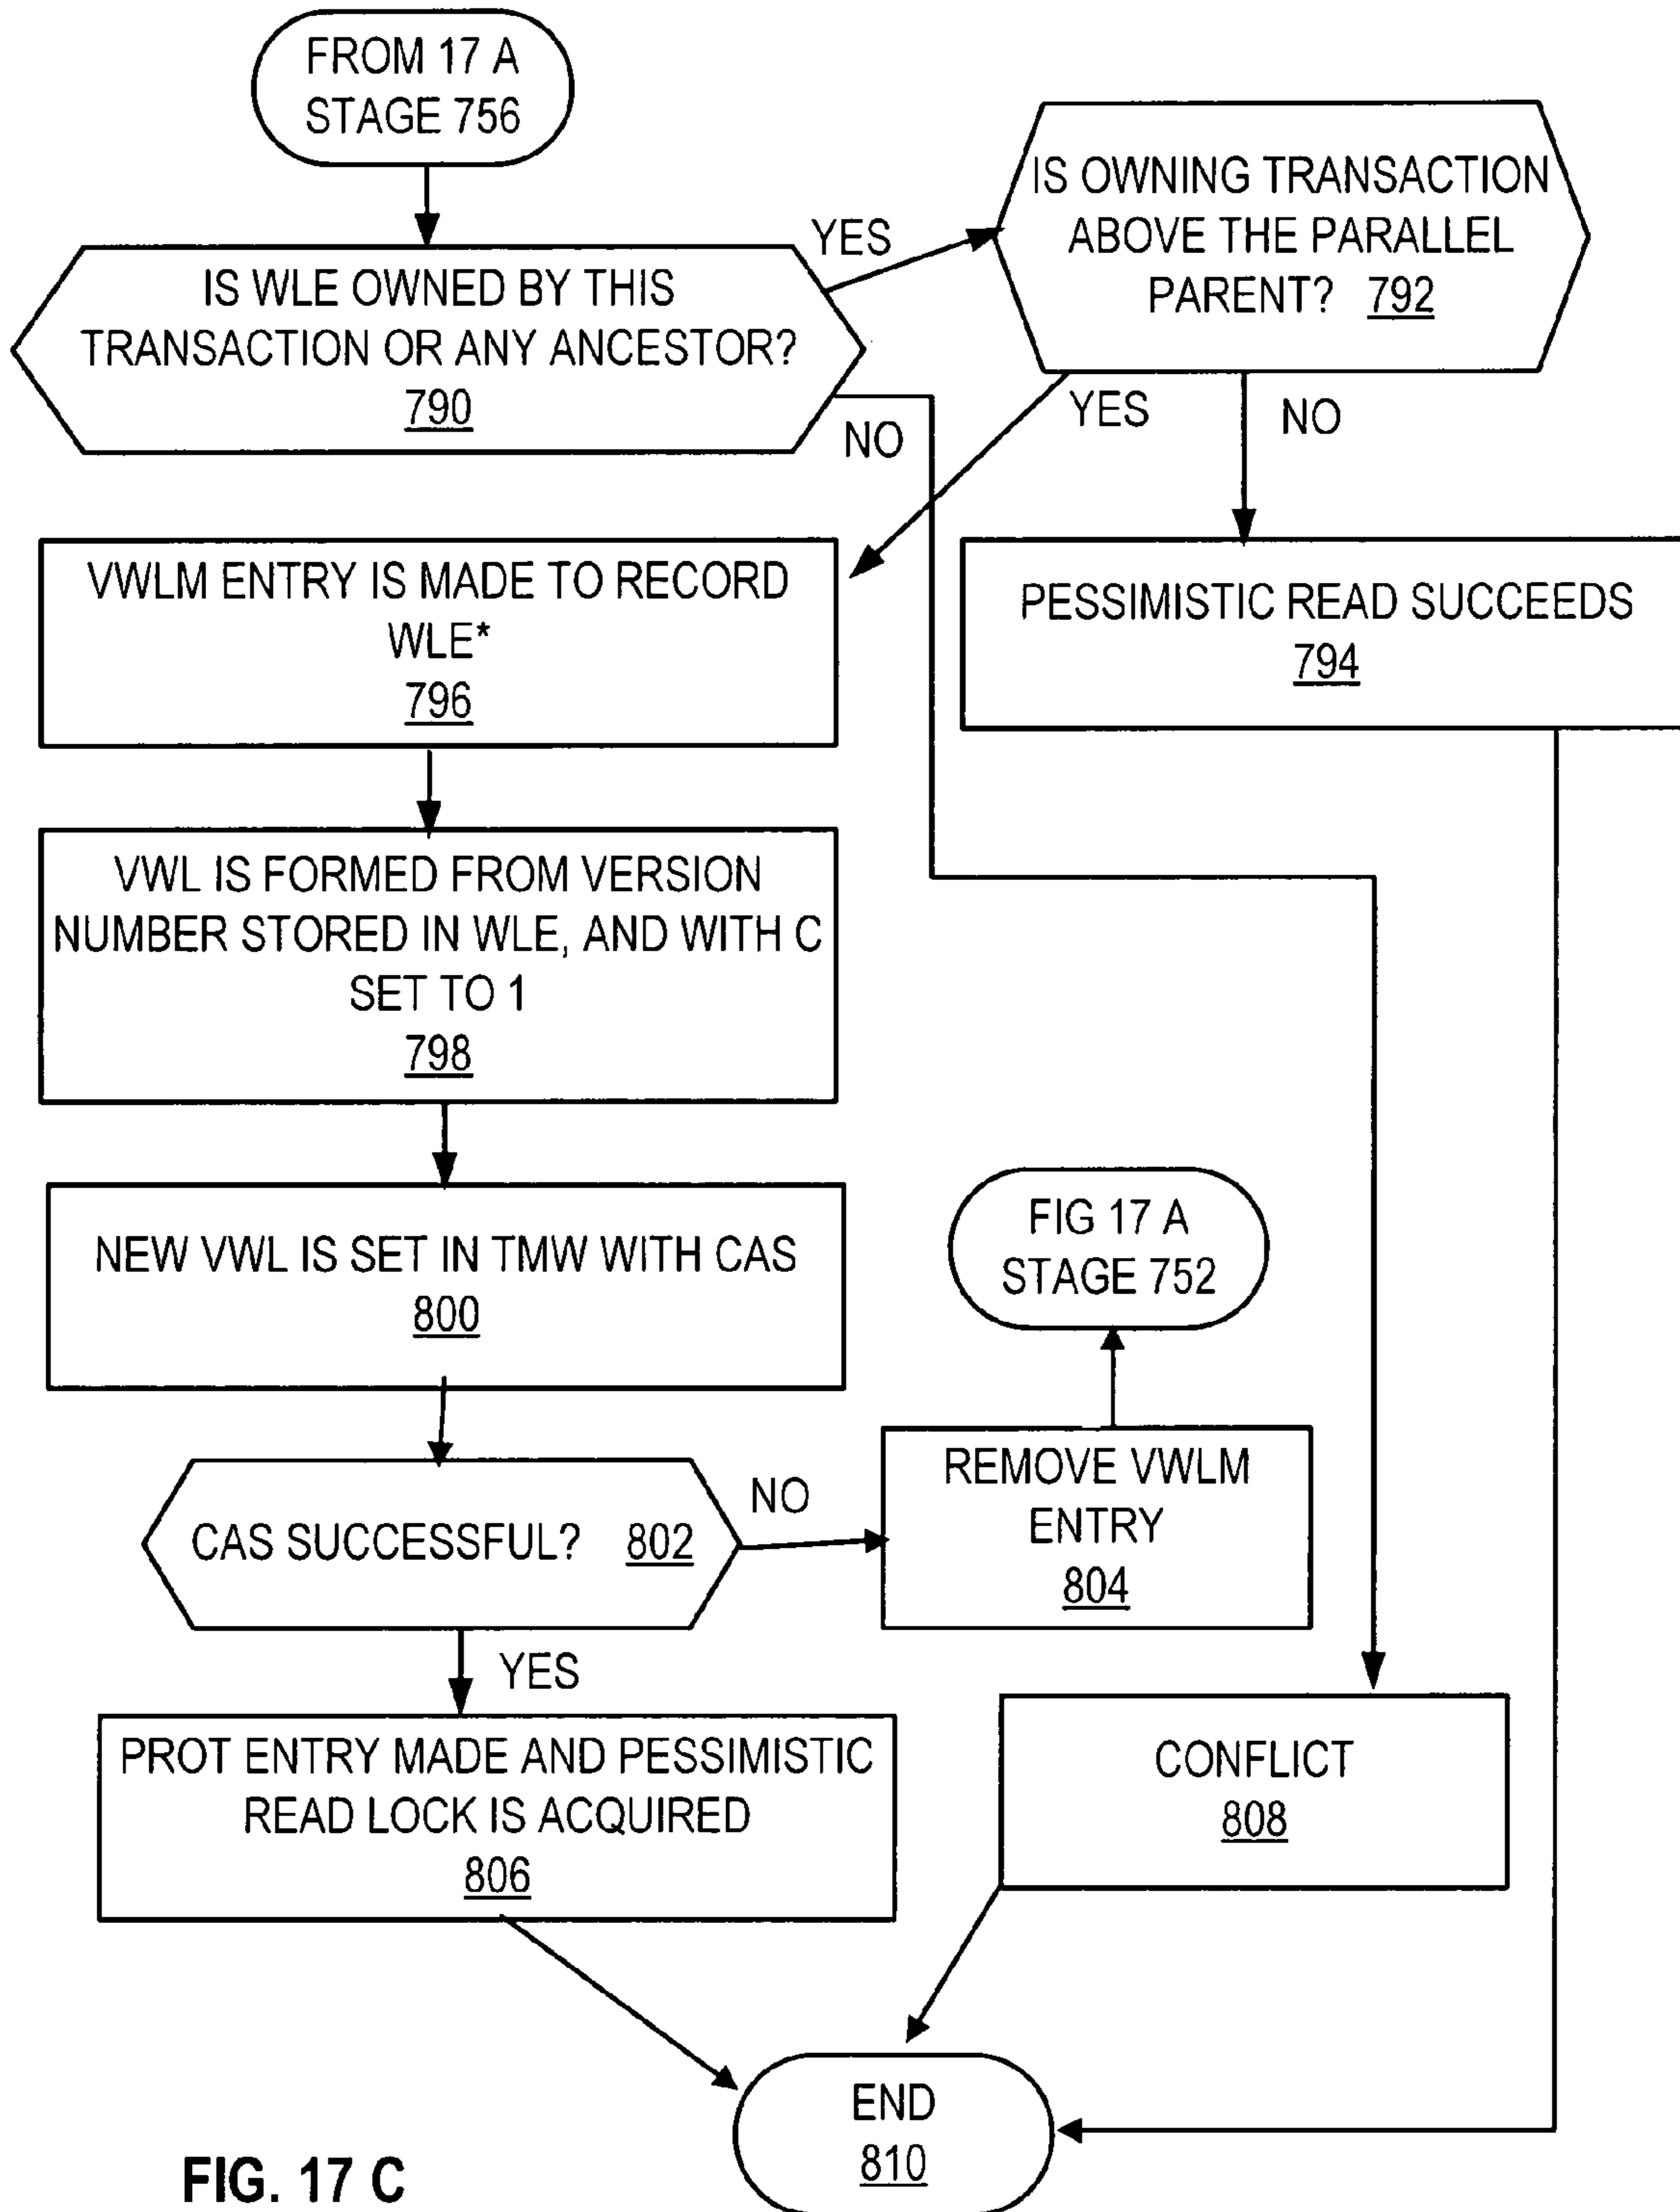 FROM 17 A
STAGE 756
IS WLE OWNED BY THIS
TRANSACTION OR ANY ANCESTOR?
790
YES
NO
IS OWNING TRANSACTION
ABOVE THE PARALLEL
PARENT? 792
YES
NO
VWLM ENTRY IS MADE TO RECORD
WLE*
796
PESSIMISTIC READ SUCCEEDS
794
VWL IS FORMED FROM VERSION
NUMBER STORED IN WLE, AND WITH C
SET TO 1
798
NEW VWL IS SET IN TMW WITH CAS
800
FIG 17 A
STAGE 752
CAS SUCCESSFUL? 802
NO
YES
REMOVE VWLM
ENTRY
804
PROT ENTRY MADE AND PESSIMISTIC
READ LOCK IS ACQUIRED
806
CONFLICT
808
END
810
FIG. 17 C